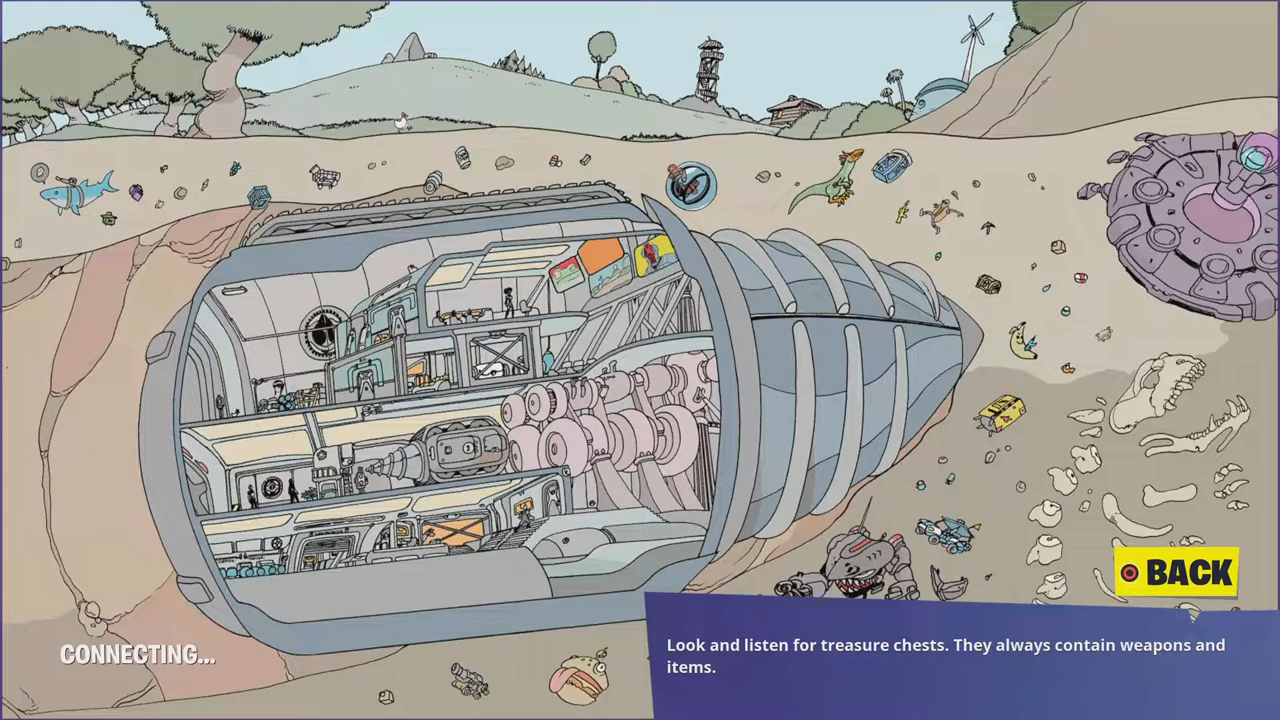 CONNECTING...
BACK
Look and listen for treasure chests. They always contain weapons and
items.